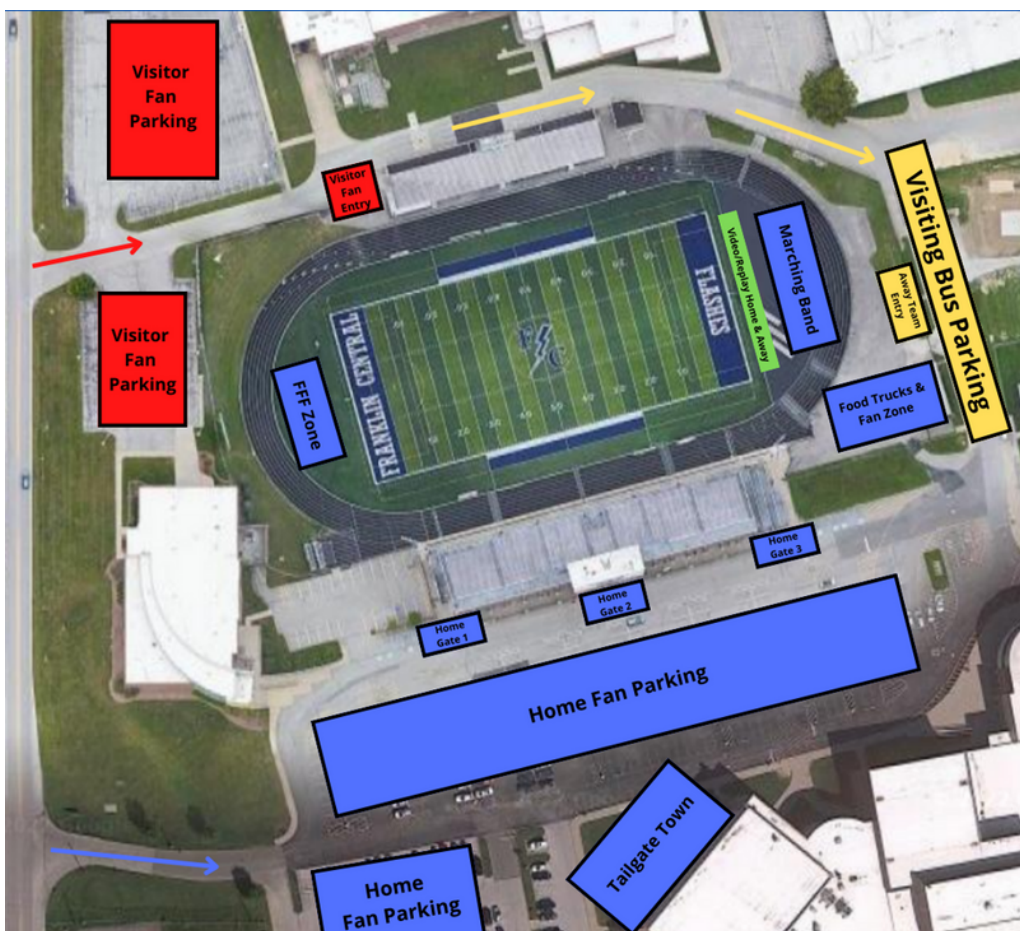 Visitor
Fan
Parking
Visitor
Fan
Entry
Visiting Bus Parking
Marching Band
Video/Replay Home & Away
Away Team
Entry
FLASHES
Visitor
Fan
Parking
FRANKLIN CENTRAL
FFF Zone
FC
Food Trucks &
Fan Zone
Home
Gate 3
Home
Gate 2
Home
Gate 1
Home Fan Parking
Tailgate Town
Home
Fan Parking